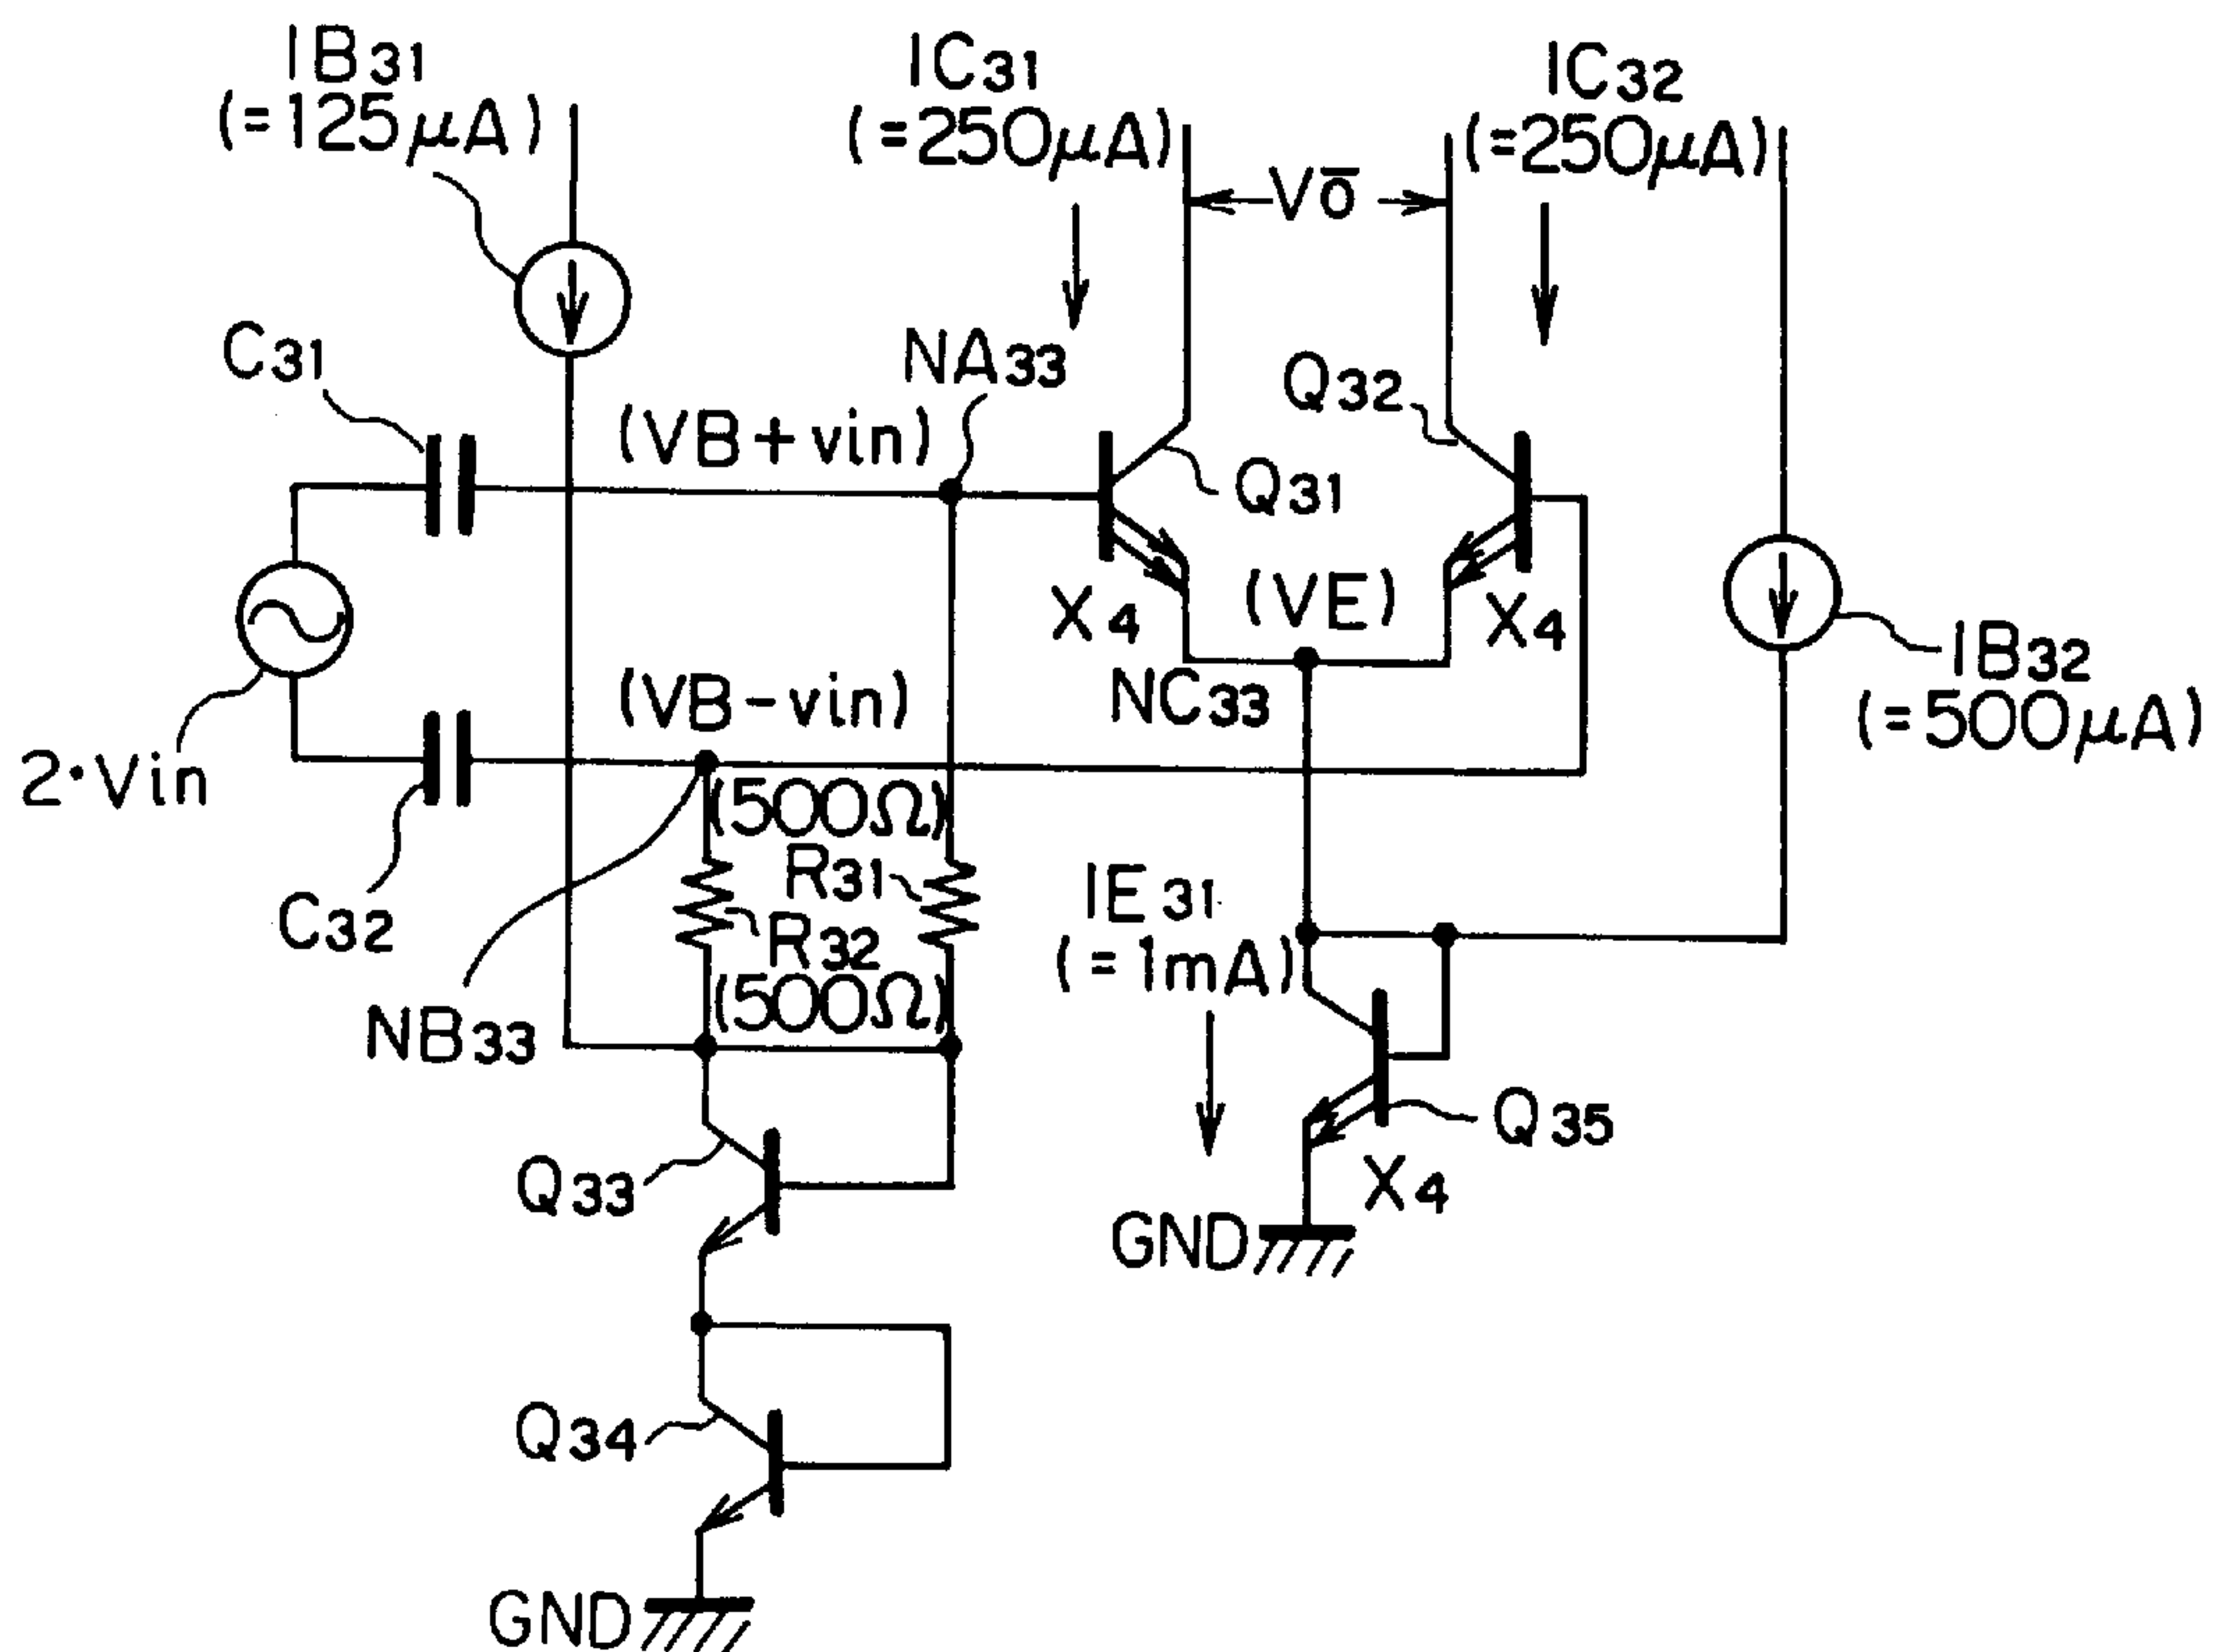 IB31
(=125μA)
IC31
(=250μA)
IC32
(=250μA)
Vō
C31
NA33
Q32
(VB+vin)
Q31
X4
(VE)
X4
IB32
(=500μA)
NC33
(VB-vin)
2·Vin
(500Ω)
R31
C32
R32
(500Ω)
IE31
(=1mA)
NB33
Q35
X4
Q33
GND
Q34
GND